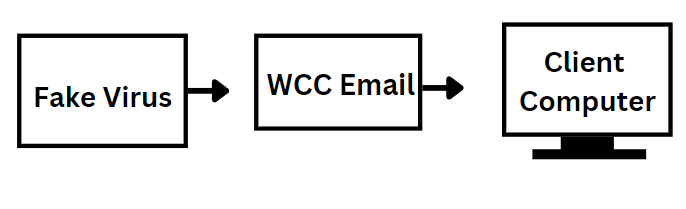 Fake Virus
WCC Email
Client
Computer